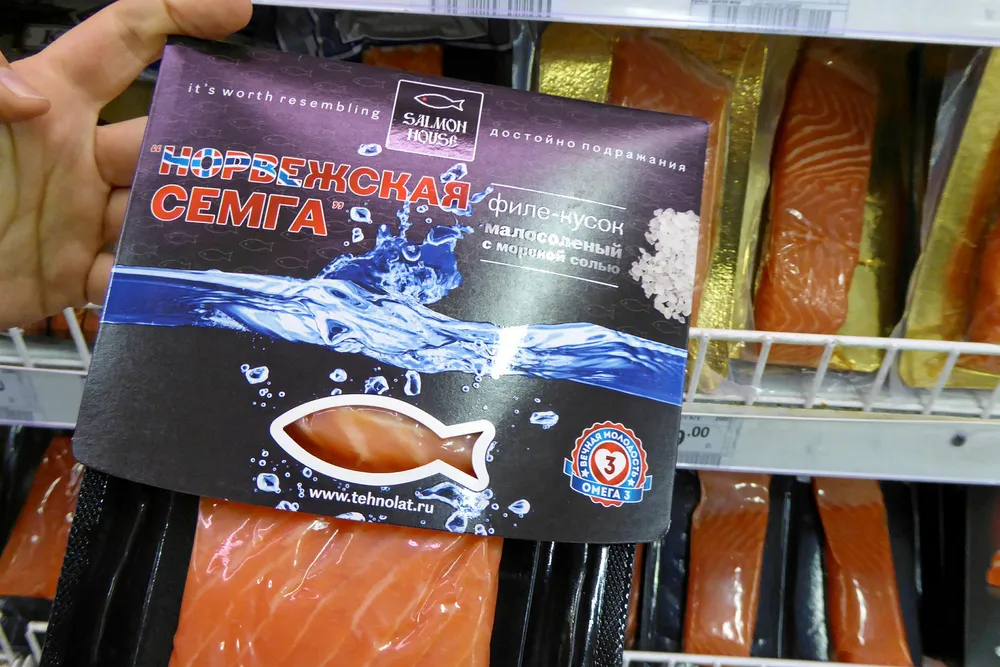 it's worth resembling
SALMON
HOUSE
достойно подражания
"НОРВЕЖСКАЯ
СЕМГА"
филе-кусок
малосоленый
с морской солью
ВЕЧНАЯ МОЛОДОСТЬ
3
ОМЕГА 3
www.tehnolat.ru
.00